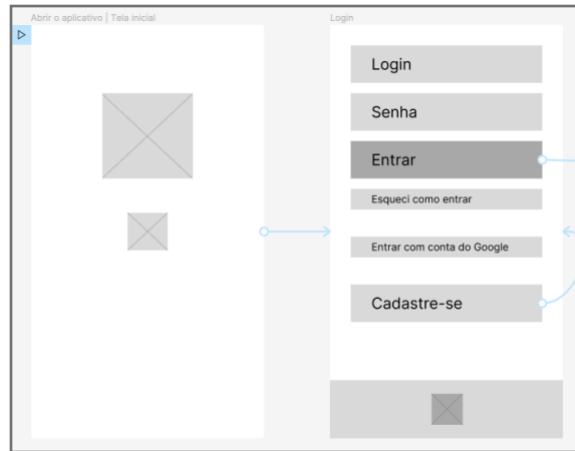 Abrir o aplicativo | Tela inicial
Login
Login
Senha
Entrar
Esqueci como entrar
Entrar com conta do Google
Cadastre-se